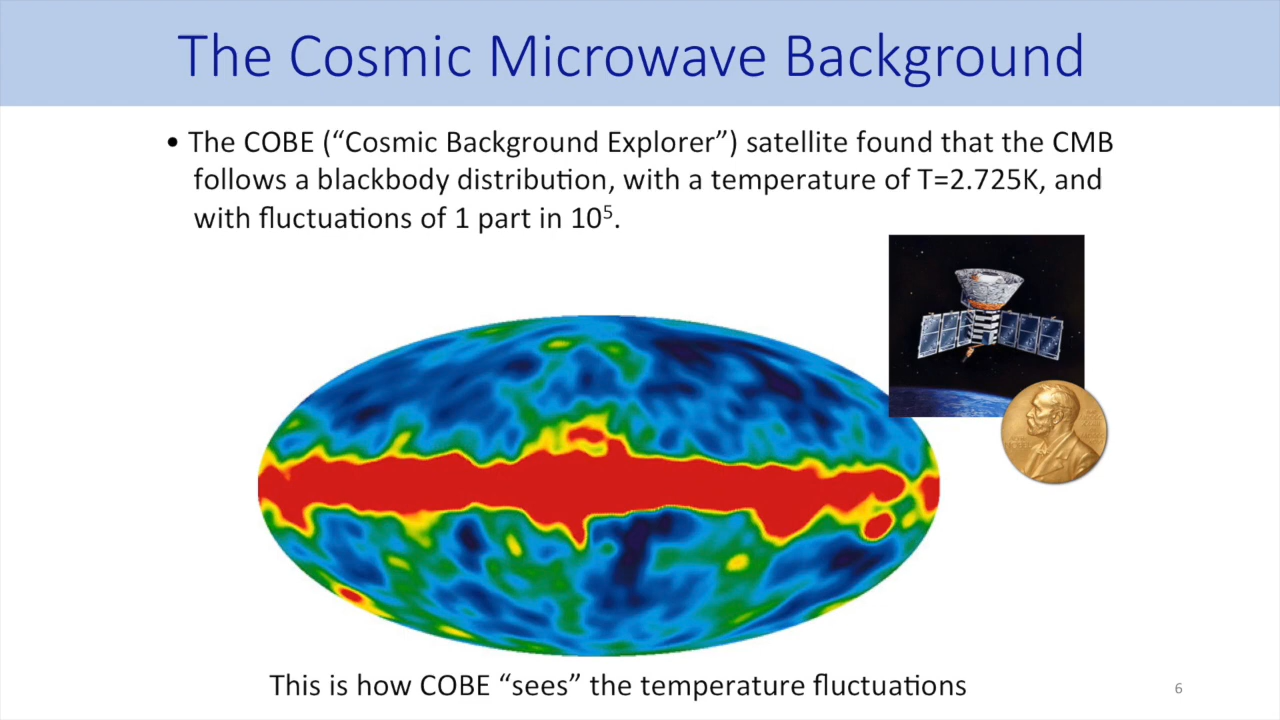 The Cosmic Microwave Background
• The COBE (“Cosmic Background Explorer”) satellite found that the CMB
follows a blackbody distribution, with a temperature of T=2.725K, and
with fluctuations of 1 part in 10⁵.
This is how COBE “sees” the temperature fluctuations
6